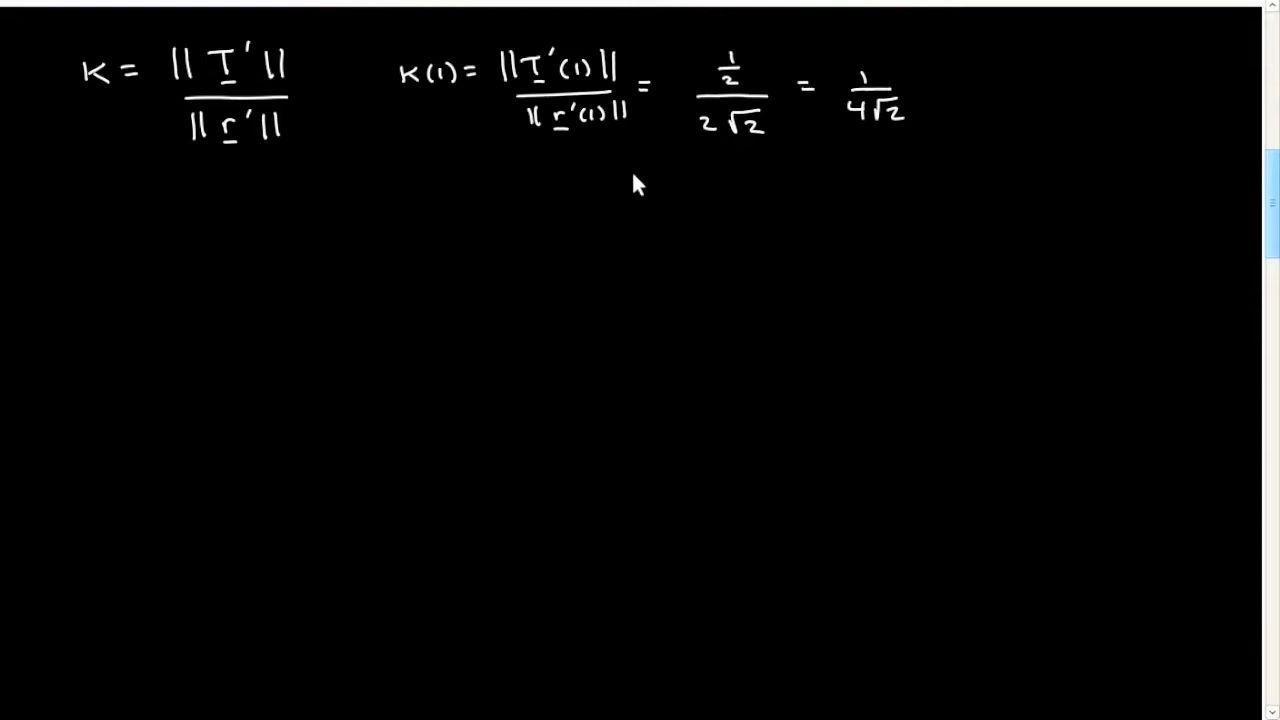 K = || T' || / || r' ||
K(1) = || T'(1) || / || r'(1) || = 1/2 / 2√2 = 1 / 4√2